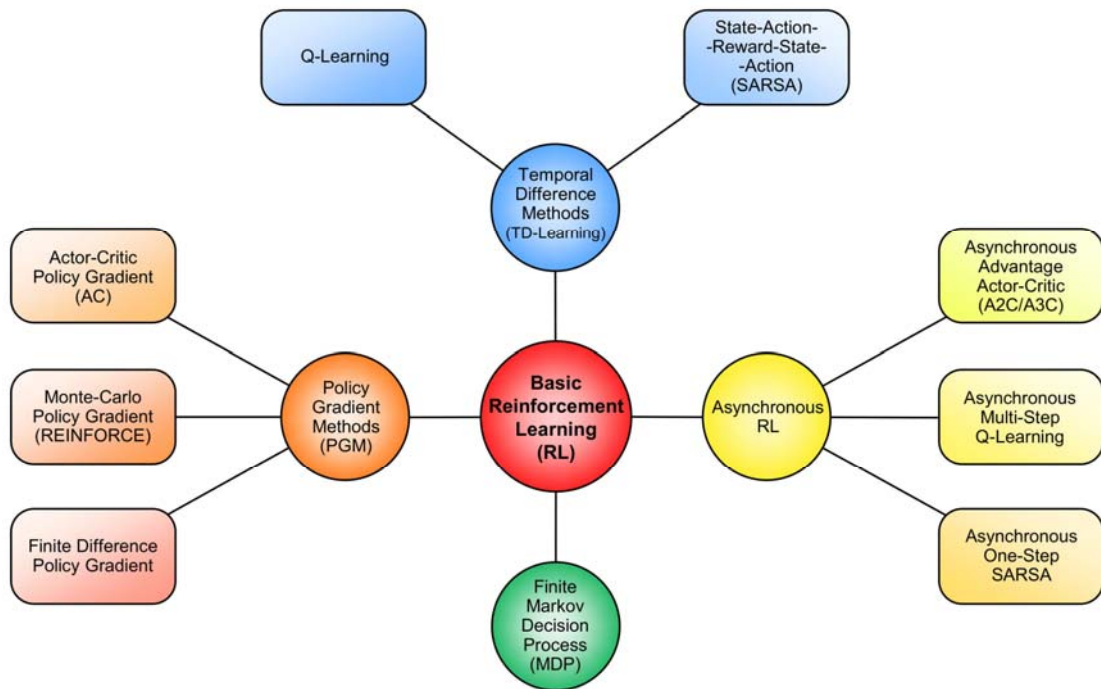 Q-Learning
State-Action-
-Reward-State-
-Action
(SARSA)
Temporal
Difference
Methods
(TD-Learning)
Actor-Critic
Policy Gradient
(AC)
Asynchronous
Advantage
Actor-Critic
(A2C/A3C)
Monte-Carlo
Policy Gradient
(REINFORCE)
Policy
Gradient
Methods
(PGM)
Basic
Reinforcement
Learning
(RL)
Asynchronous
RL
Asynchronous
Multi-Step
Q-Learning
Finite Difference
Policy Gradient
Asynchronous
One-Step
SARSA
Finite
Markov
Decision
Process
(MDP)